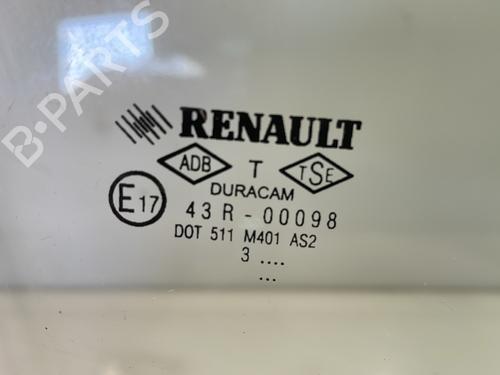 B-PARTS
RENAULT
ADB T TSE
DURACAM
E17
43R-00098
DOT 511 M401 AS2
3 ....
...